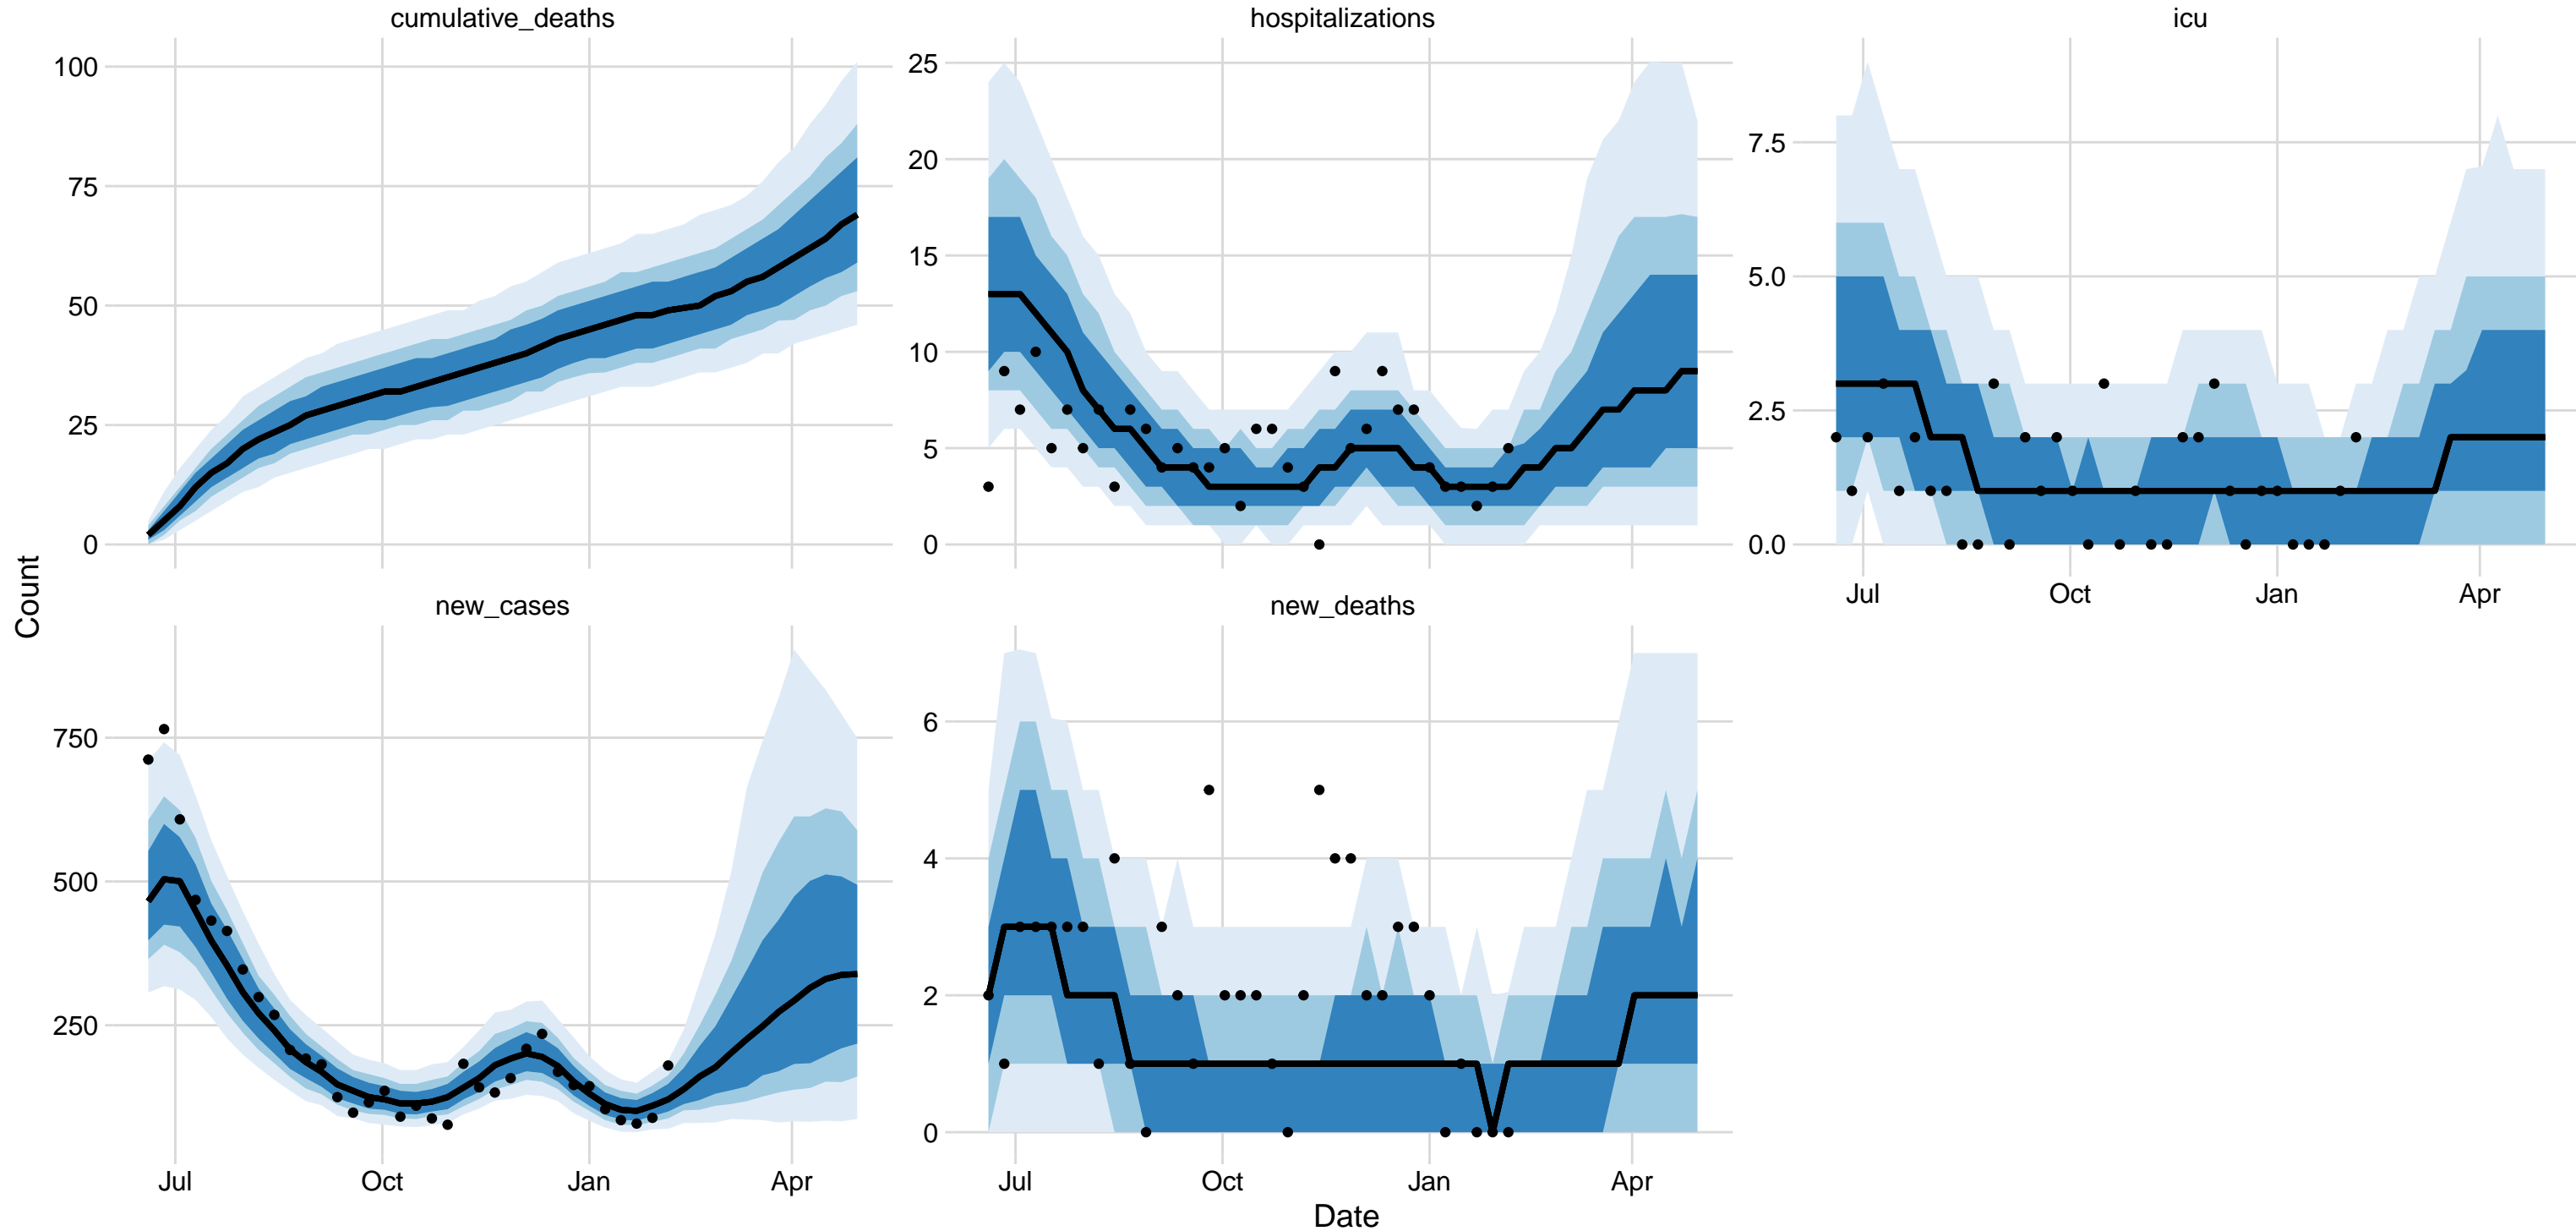 cumulative_deaths
hospitalizations
icu
100
75
50
25
0
25
20
15
10
5
0
7.5
5.0
2.5
0.0
Jul Oct Jan Apr
Count
new_cases
new_deaths
750
500
250
6
4
2
0
Jul Oct Jan Apr
Jul Oct Jan Apr
Date